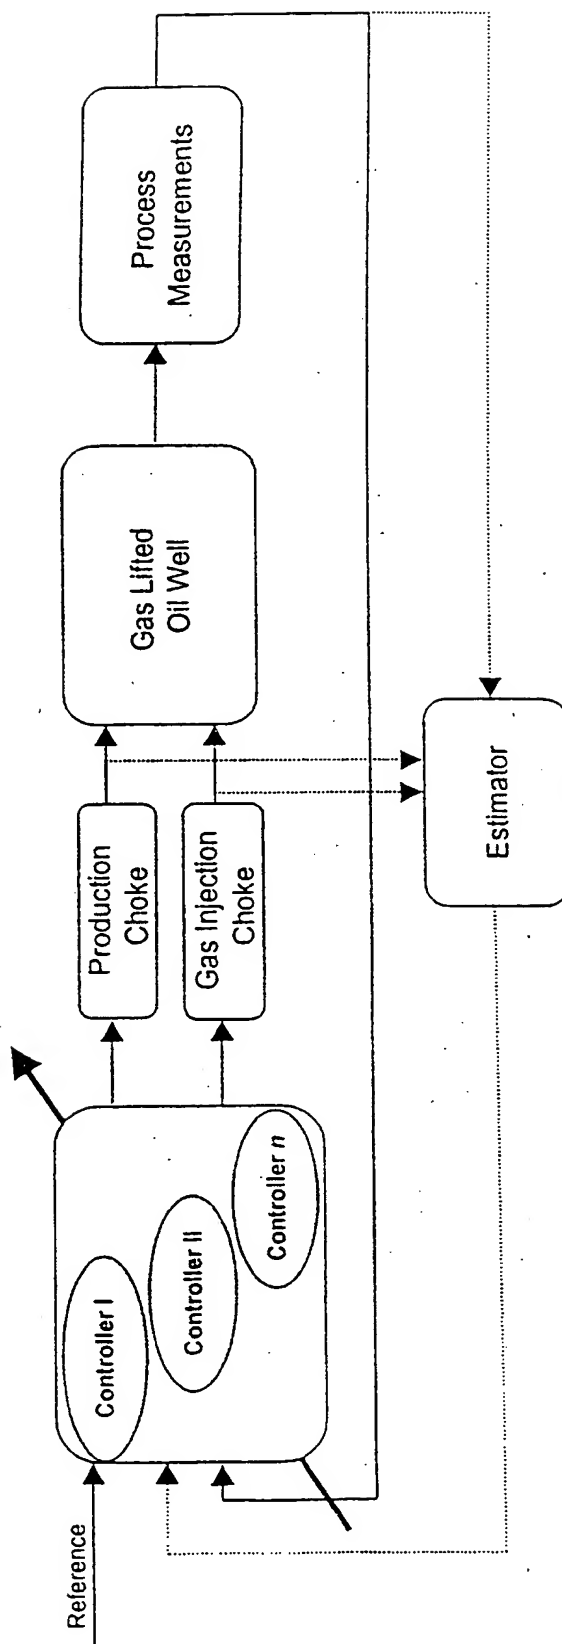 Reference
Controller I
Controller II
Controller n
Production
Choke
Gas Injection
Choke
Gas Lifted
Oil Well
Process
Measurements
Estimator